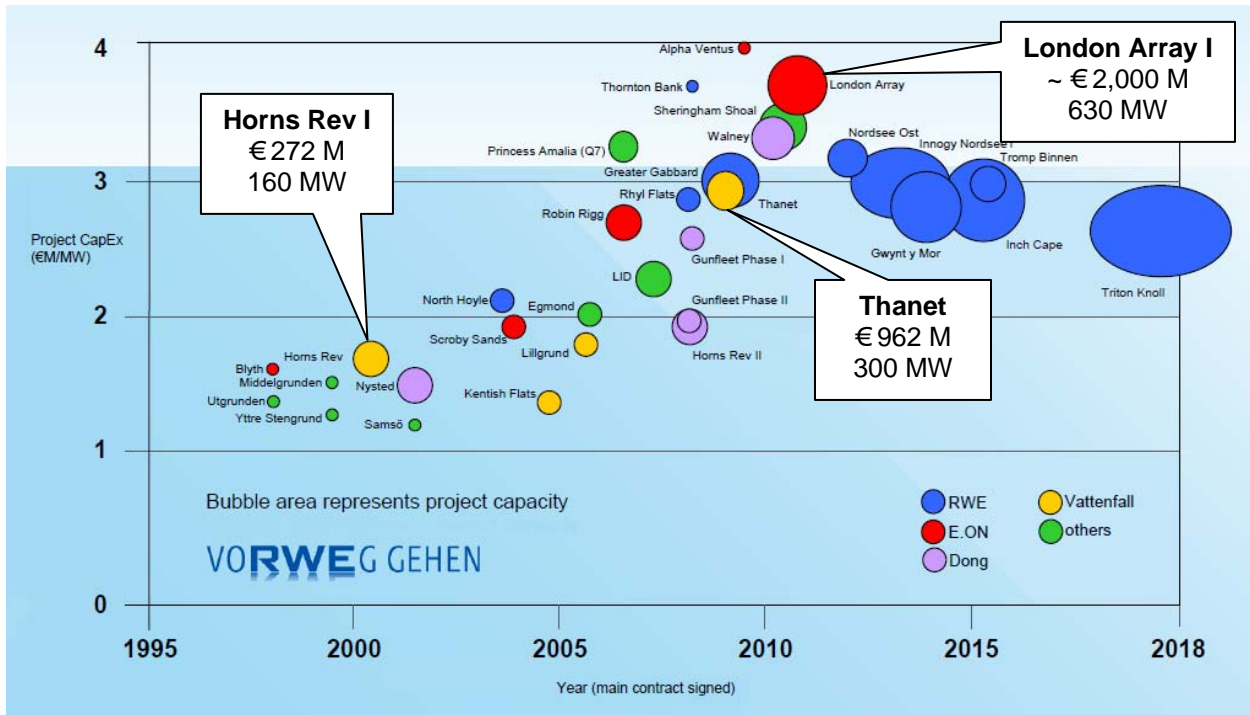 4
Alpha Ventus
London Array I
~ € 2,000 M
630 MW
Thornton Bank
London Array
Horns Rev I
€ 272 M
160 MW
Sheringham Shoal
Walney
Nordsee Ost
Innogy Nordsee I
Tromp Binnen
Princess Amalia (Q7)
3
Greater Gabbard
Rhyl Flats
Thanet
Robin Rigg
Project CapEx
(€M/MW)
Gunfleet Phase I
Gwynt y Mor
Inch Cape
LID
Triton Knoll
North Hoyle
Egmond
Gunfleet Phase II
Thanet
€ 962 M
300 MW
2
Scroby Sands
Lillgrund
Horns Rev II
Horns Rev
Blyth
Middelgrunden
Nysted
Kentish Flats
Utgrunden
Yttre Stengrund
Samsö
1
Bubble area represents project capacity
RWE
Vattenfall
E.ON
others
Dong
VORWEG GEHEN
0
1995
2000
2005
2010
2015
2018
Year (main contract signed)